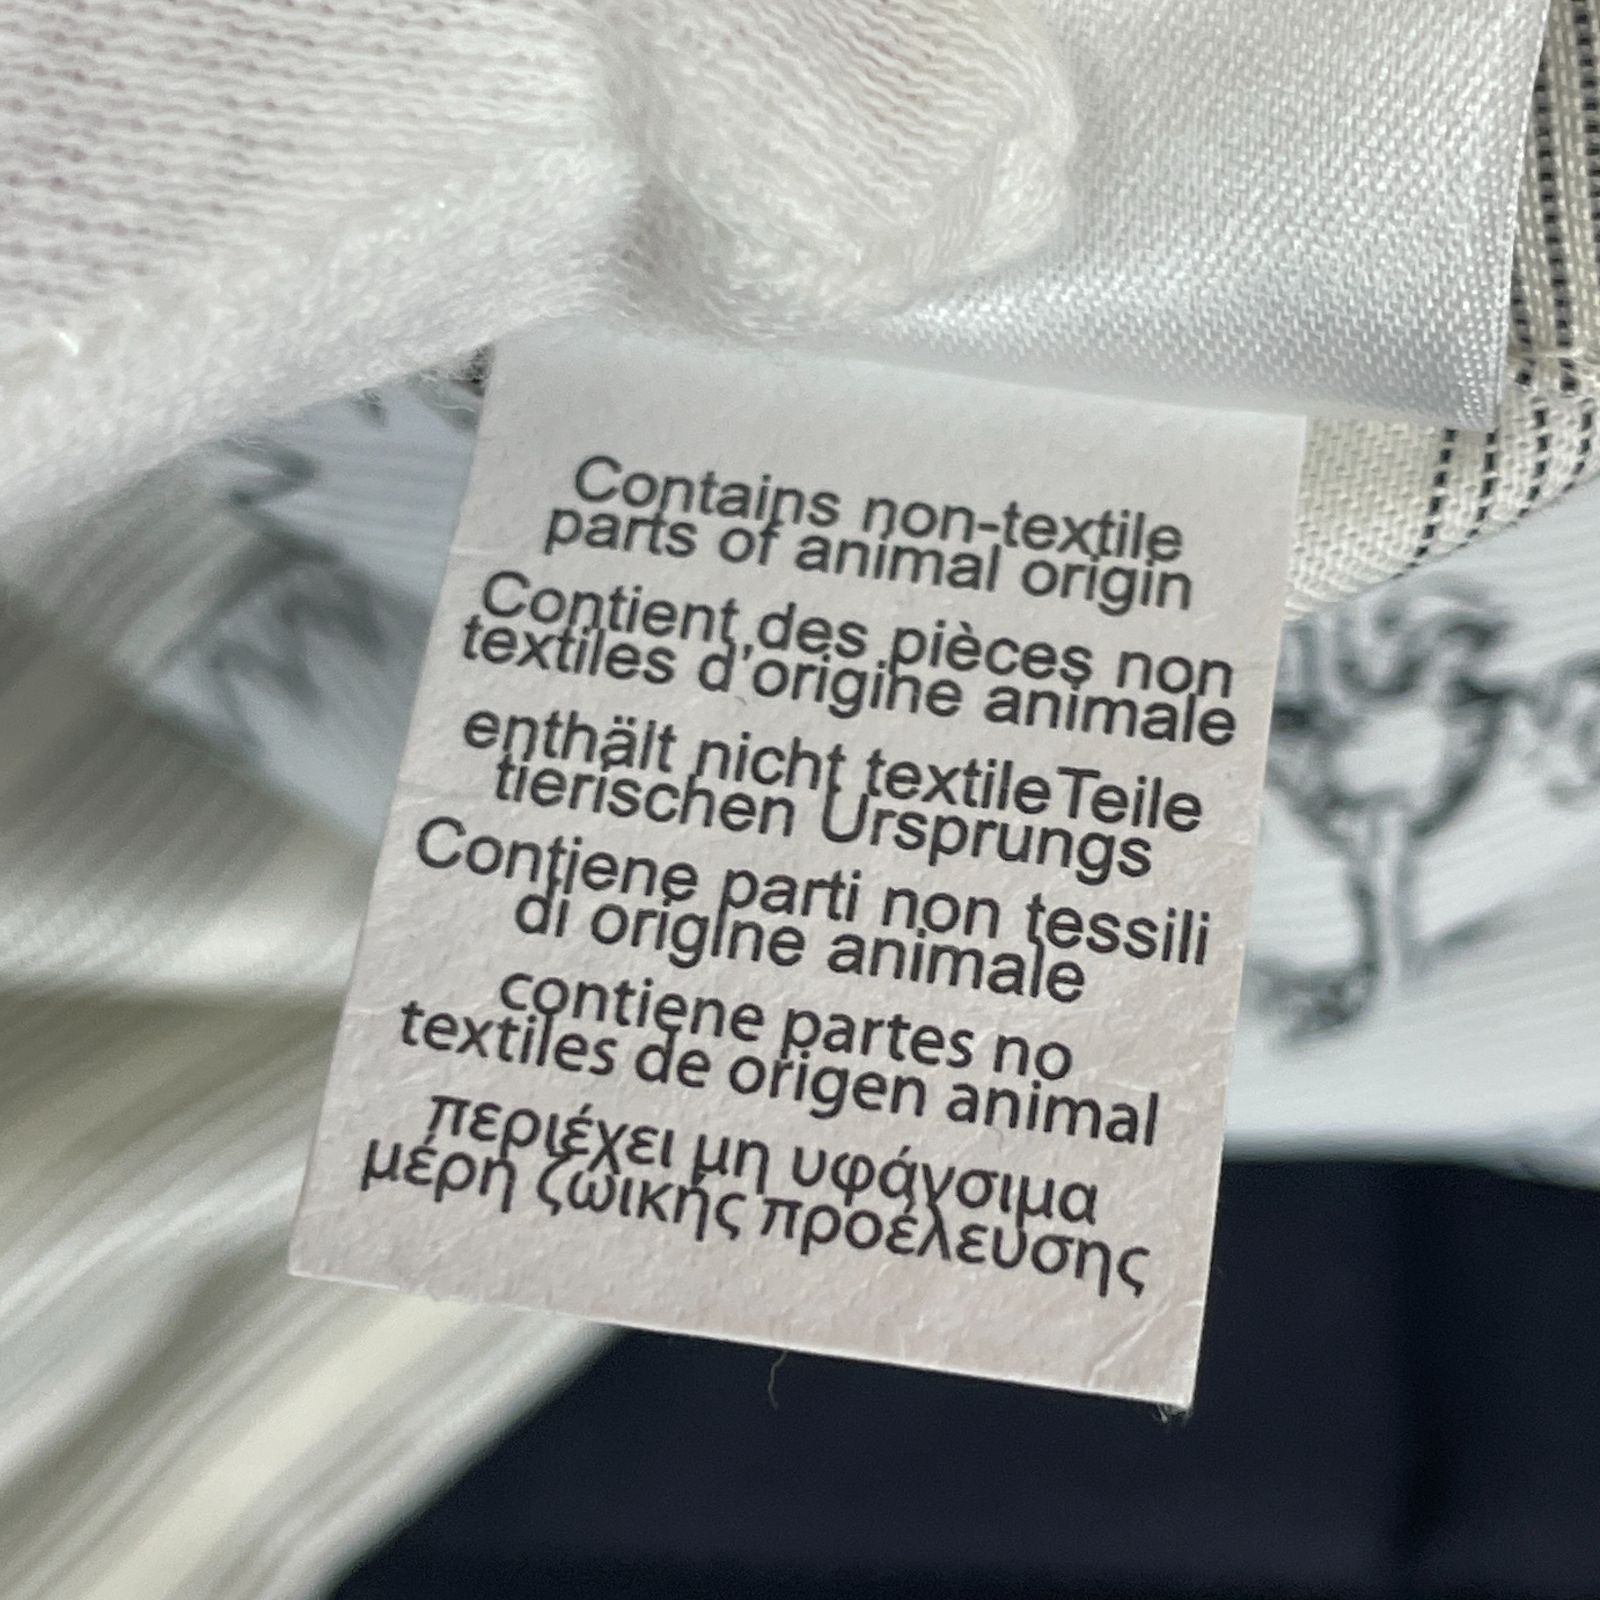 Contains non-textile
parts of animal origin
Contient des pièces non
textiles d'origine animale
enthält nicht textile Teile
tierischen Ursprungs
Contiene parti non tessili
di origine animale
contiene partes no
textiles de origen animal
περιέχει μη υφάνσιμα
μέρη ζωικής προέλευσης